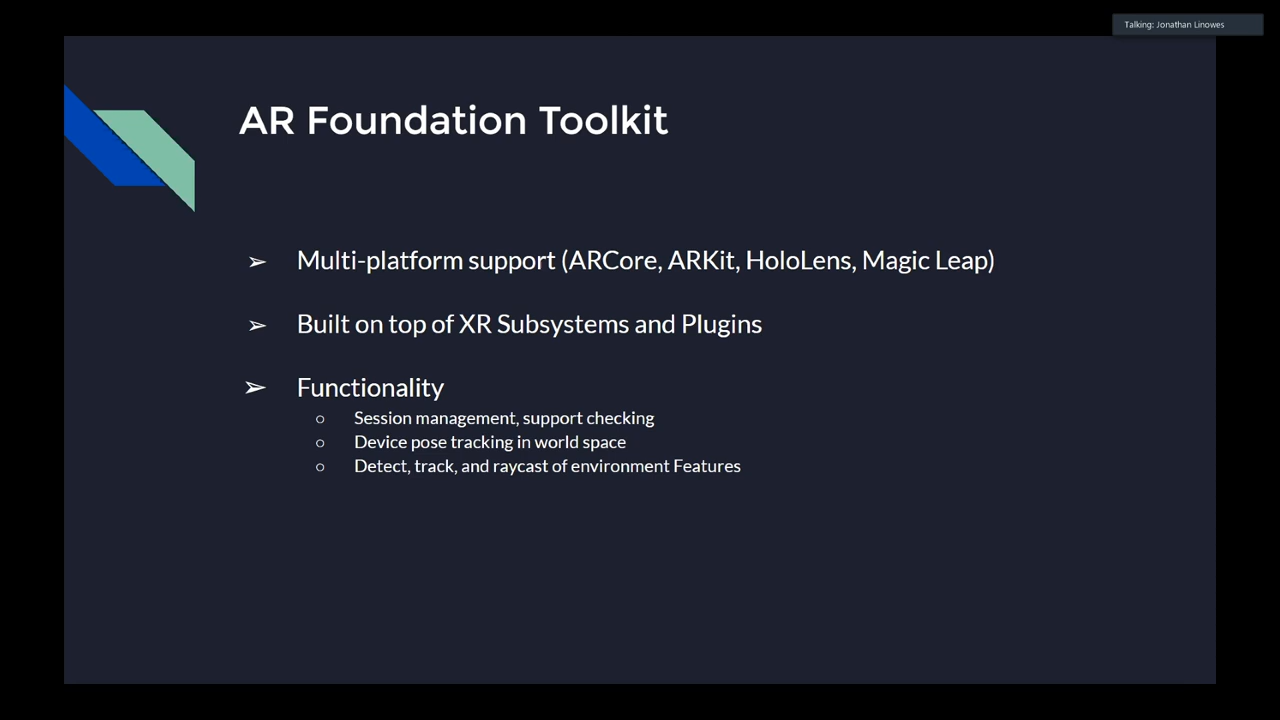 Talking: Jonathan Linowes
AR Foundation Toolkit
➢ Multi-platform support (ARCore, ARKit, HoloLens, Magic Leap)
➢ Built on top of XR Subsystems and Plugins
➢ Functionality
○ Session management, support checking
○ Device pose tracking in world space
○ Detect, track, and raycast of environment Features